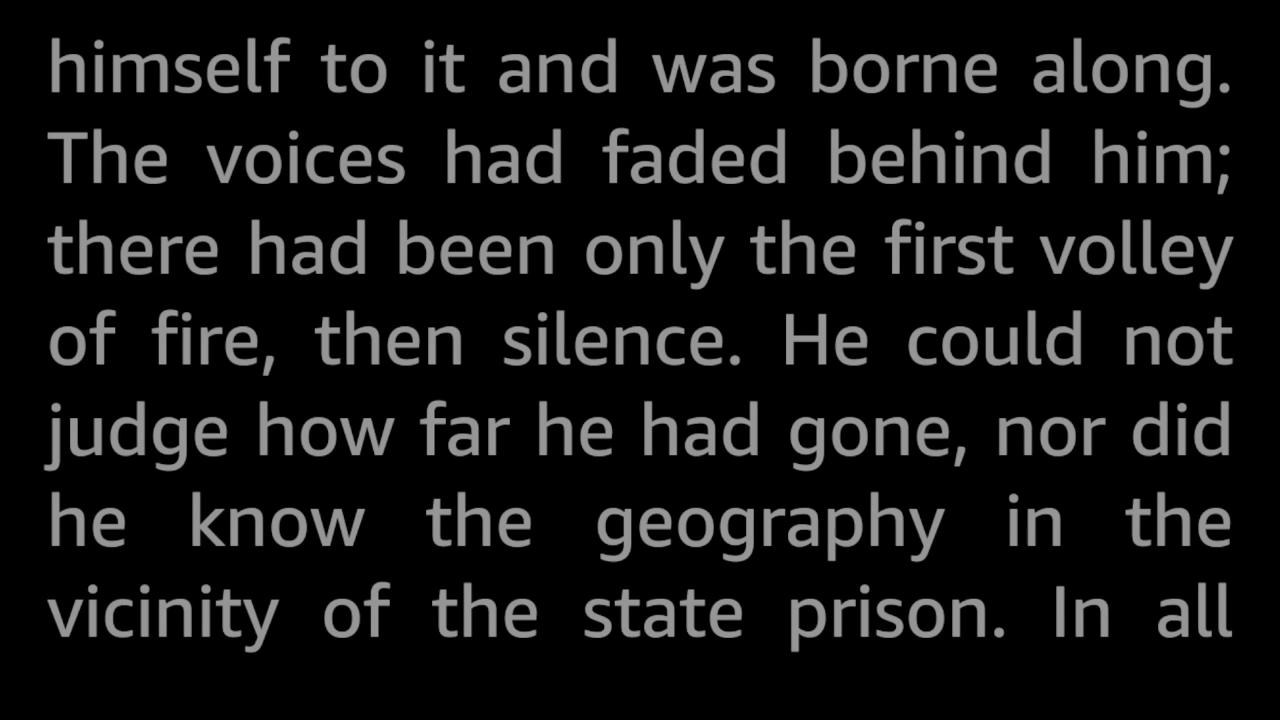 himself to it and was borne along.
The voices had faded behind him;
there had been only the first volley
of fire, then silence. He could not
judge how far he had gone, nor did
he know the geography in the
vicinity of the state prison. In all